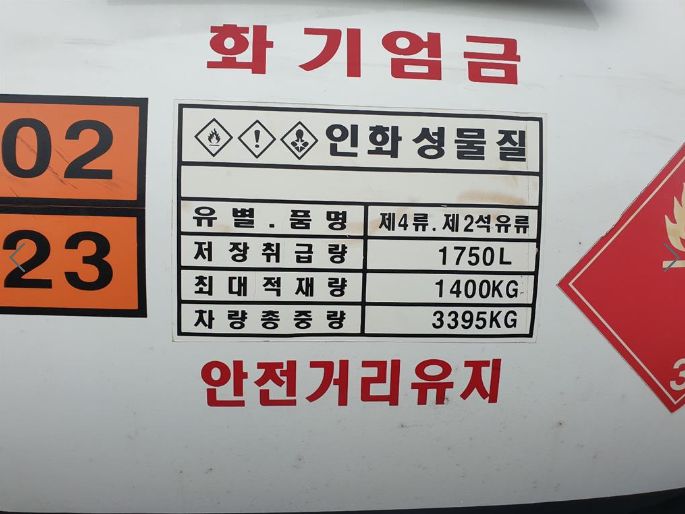 화기엄금
02
23
인화성물질
유별.품명 제4류.제2석유류
저장취급량 1750L
최대적재량 1400KG
차량총중량 3395KG
안전거리유지
3